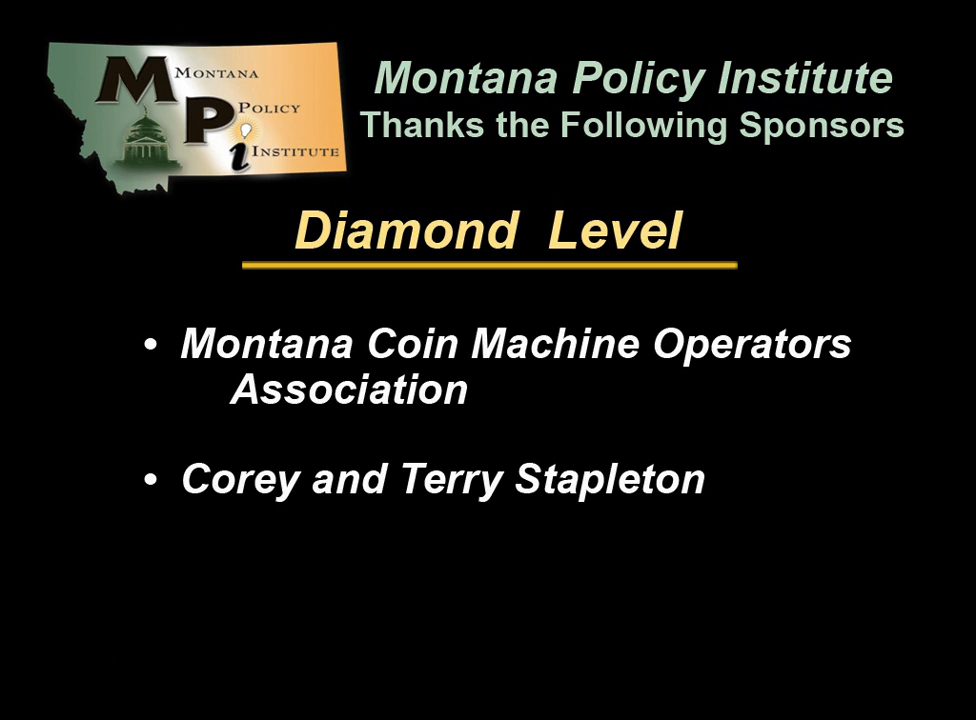 MONTANA
POLICY
INSTITUTE
MPi
Montana Policy Institute
Thanks the Following Sponsors
Diamond Level
• Montana Coin Machine Operators
Association
• Corey and Terry Stapleton